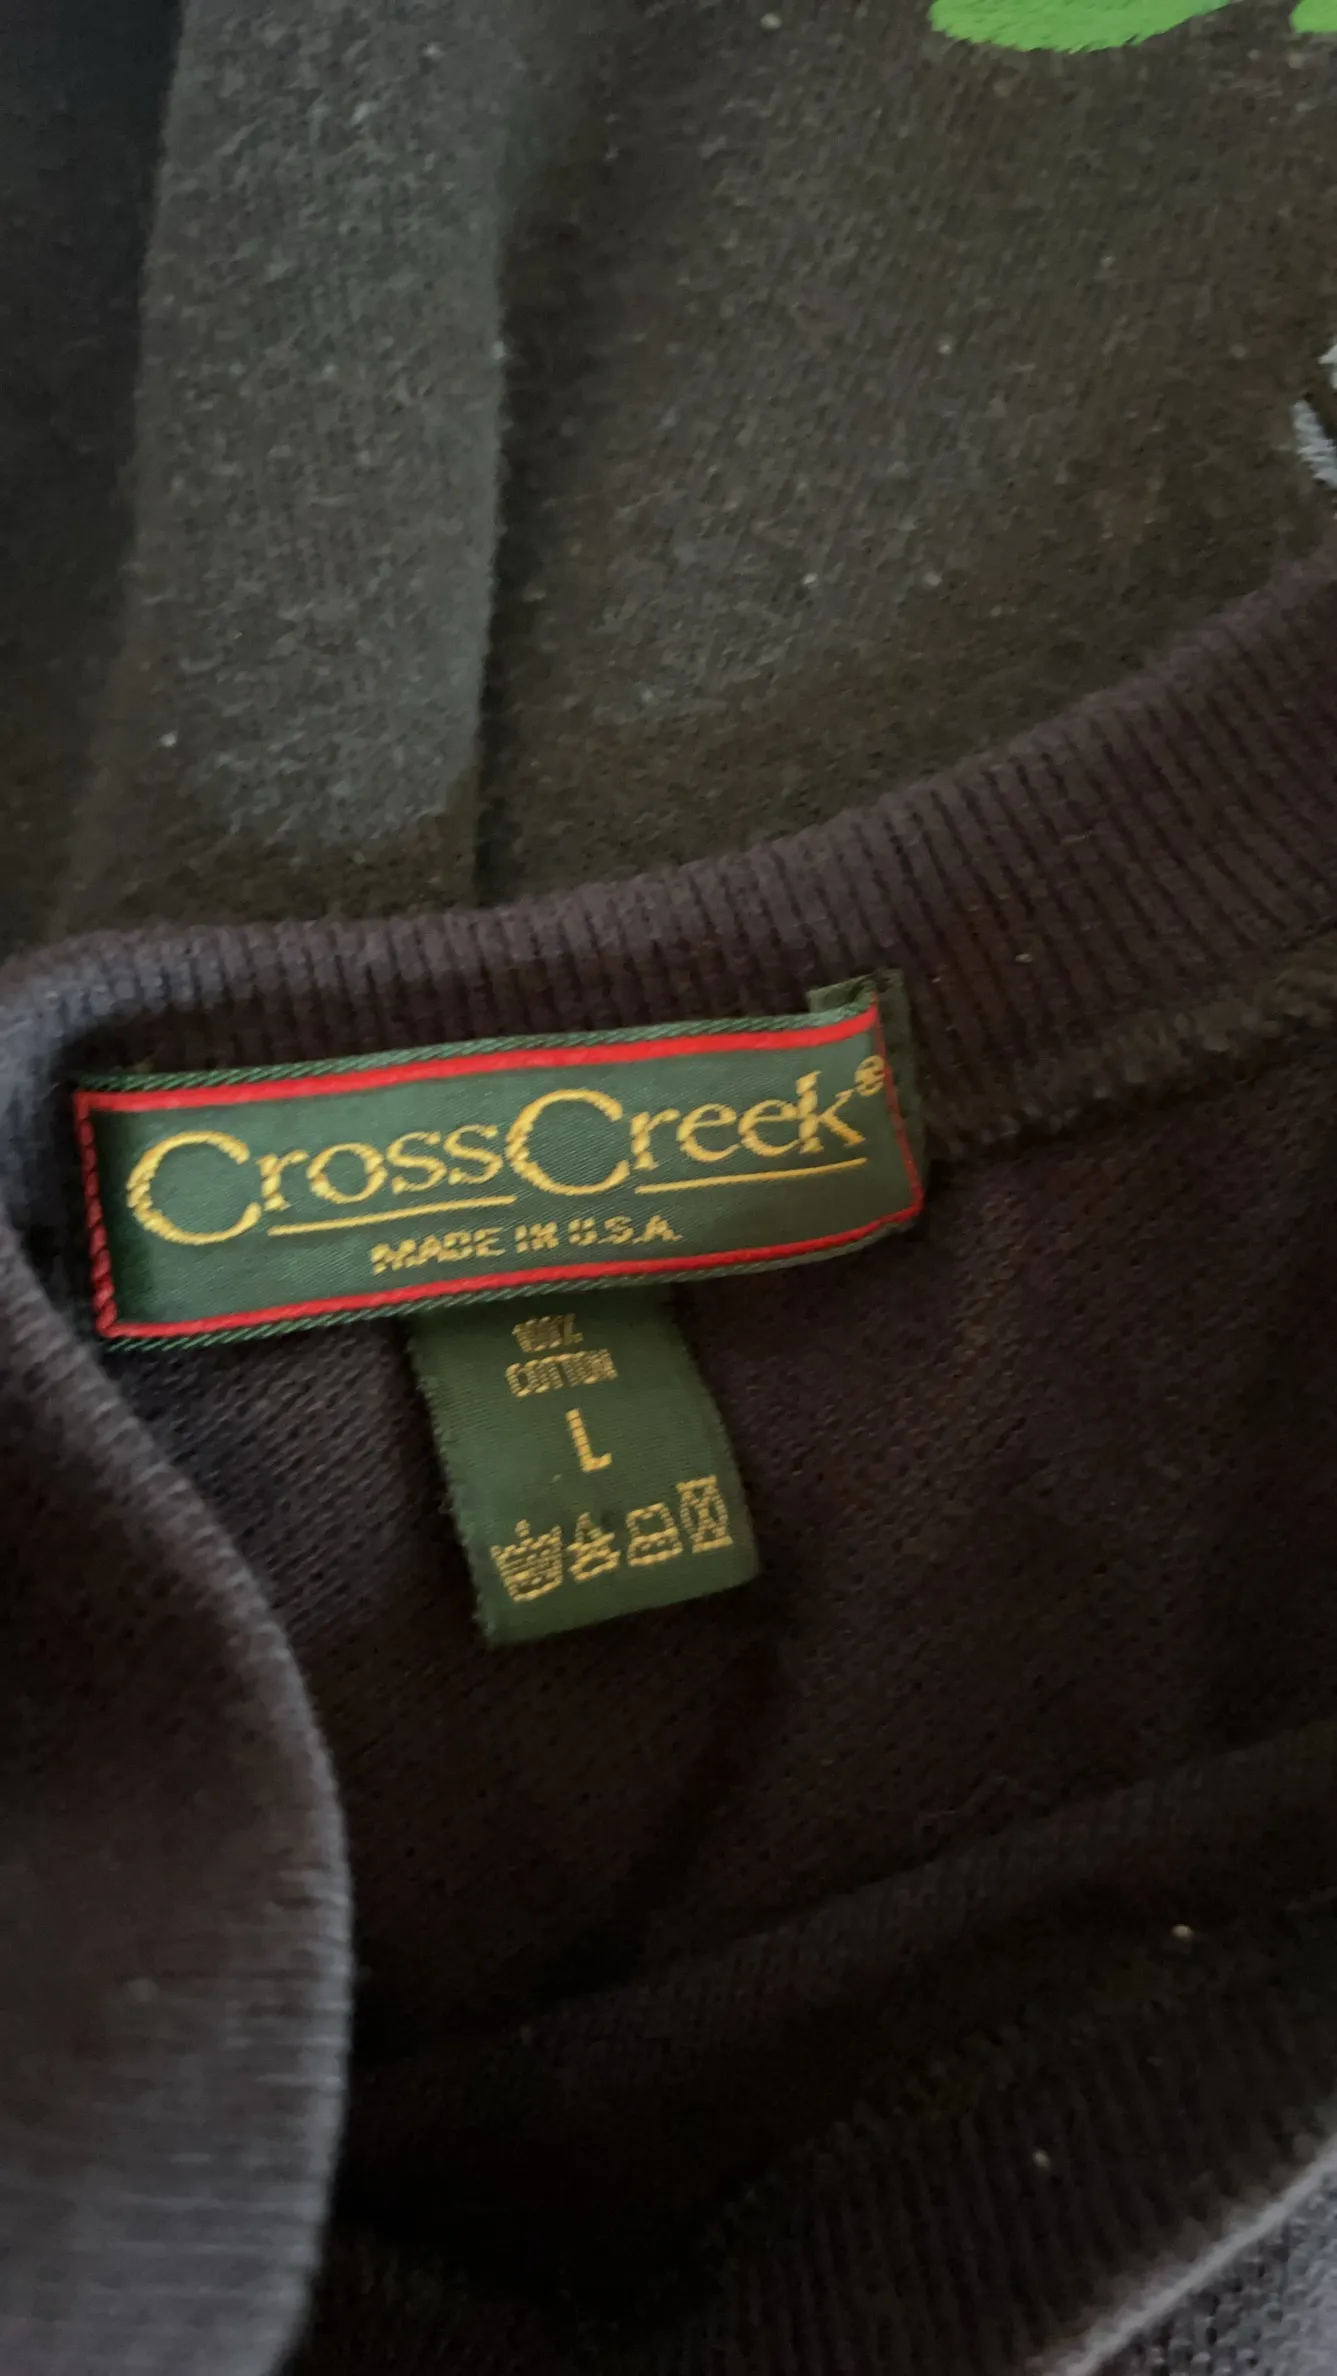 CrossCreek®
MADE IN U.S.A.
100%
COTTON
L